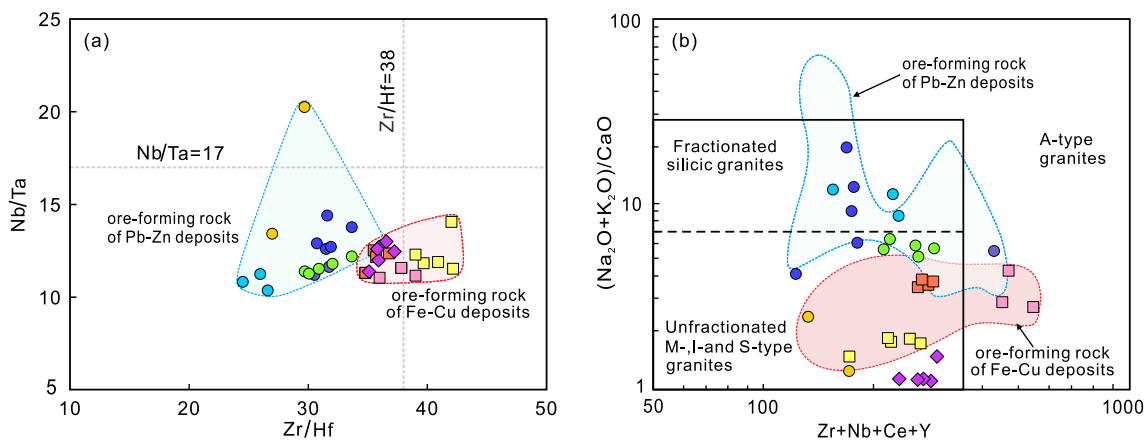 (a)
Zr/Hf=38
Nb/Ta=17
ore-forming rock
of Pb-Zn deposits
ore-forming rock
of Fe-Cu deposits
25
20
15
10
5
Nb/Ta
10
20
30
40
50
Zr/Hf
(b)
ore-forming rock
of Pb-Zn deposits
Fractionated
silicic granites
A-type
granites
Unfractionated
M-,I-and S-type
granites
ore-forming rock
of Fe-Cu deposits
100
10
1
(Na₂O+K₂O)/CaO
50
100
1000
Zr+Nb+Ce+Y